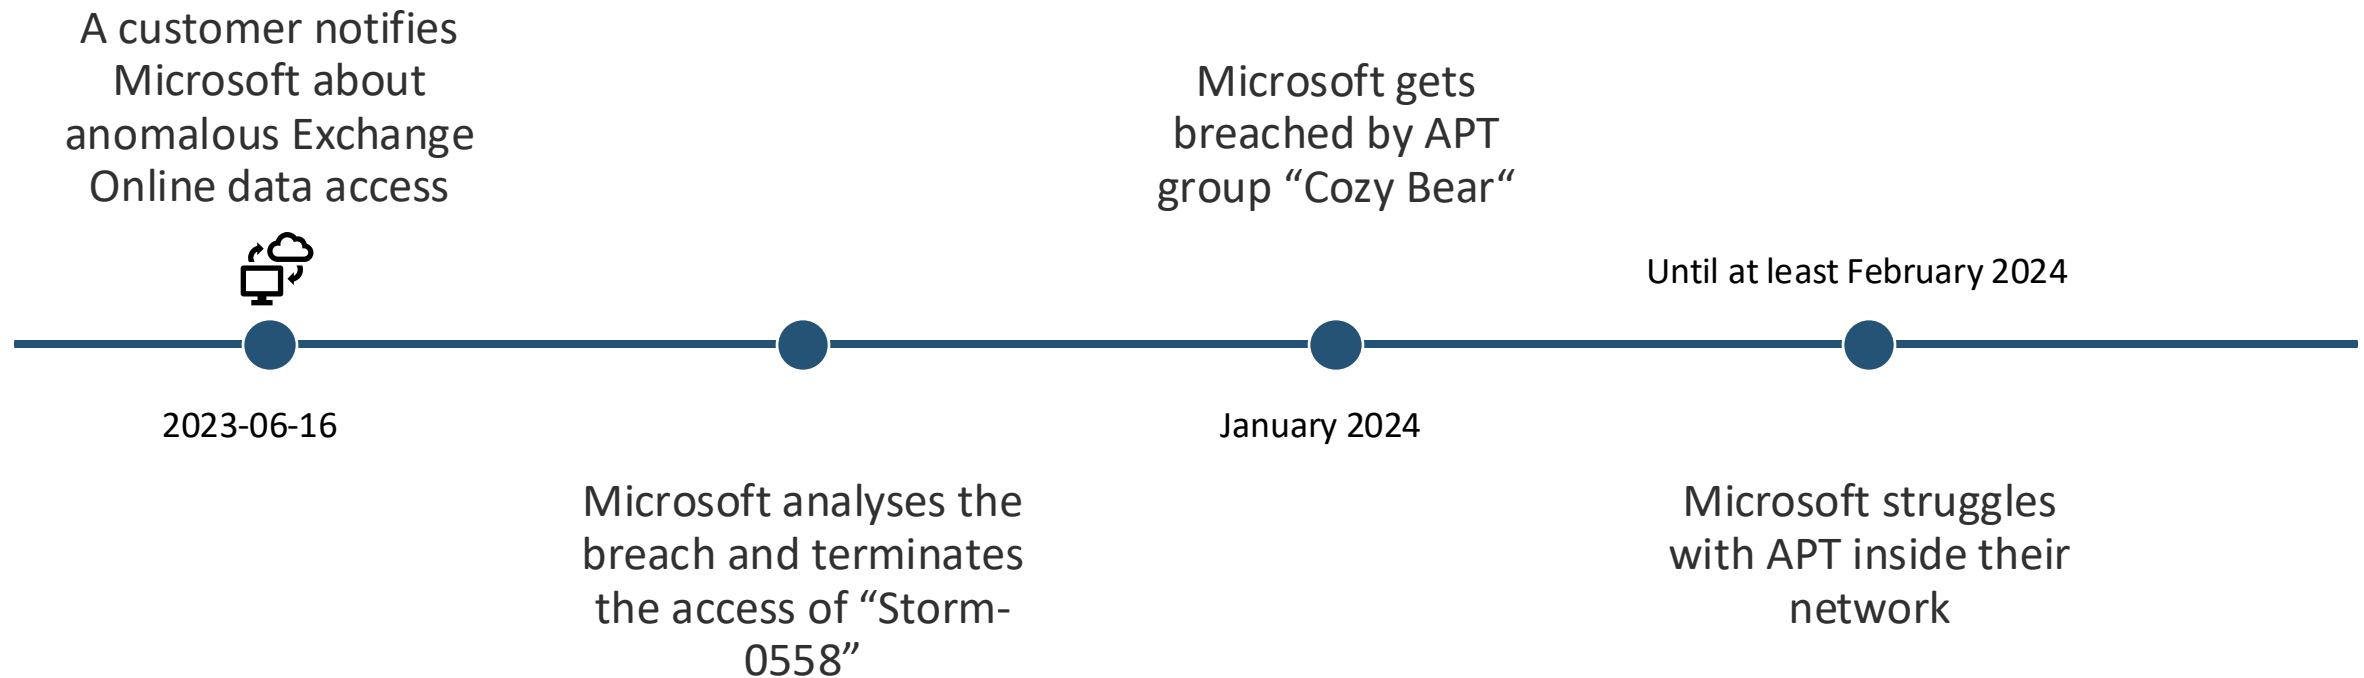 A customer notifies
Microsoft about
anomalous Exchange
Online data access
2023-06-16
Microsoft analyses the
breach and terminates
the access of “Storm-
0558”
Microsoft gets
breached by APT
group “Cozy Bear“
January 2024
Until at least February 2024
Microsoft struggles
with APT inside their
network